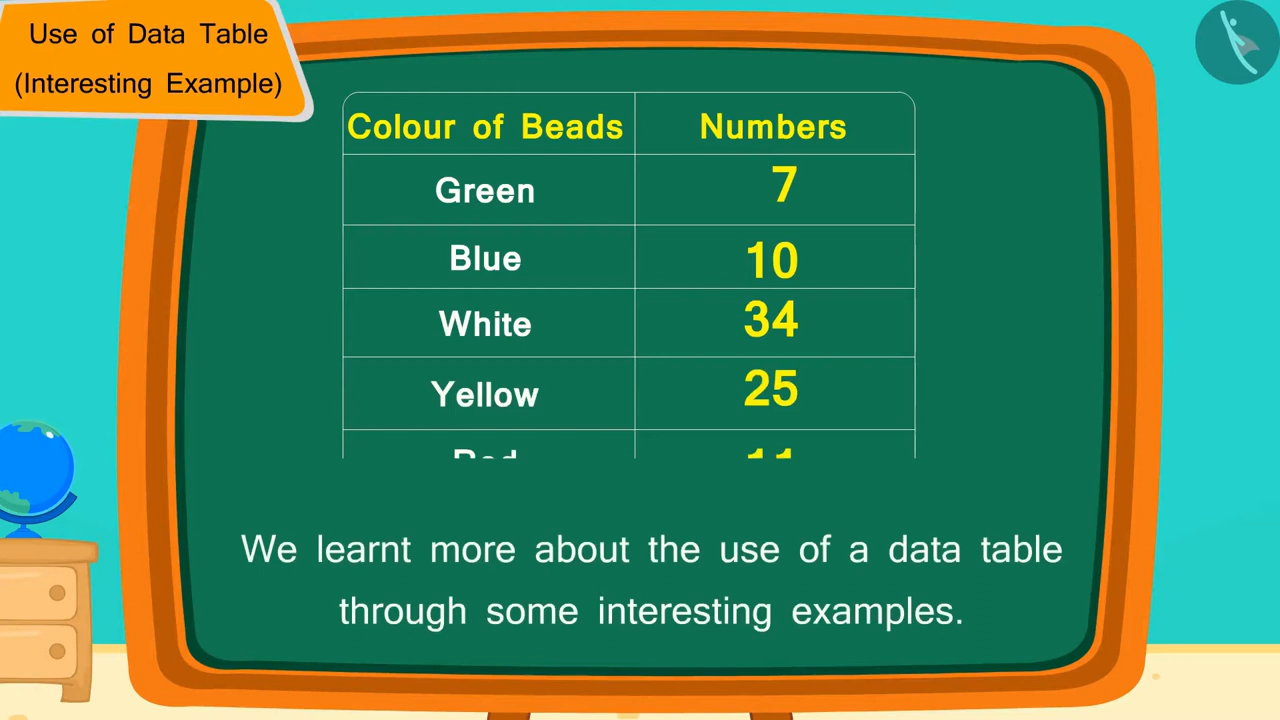 Use of Data Table
(Interesting Example)
Colour of Beads Numbers
Green 7
Blue 10
White 34
Yellow 25
We learnt more about the use of a data table
through some interesting examples.